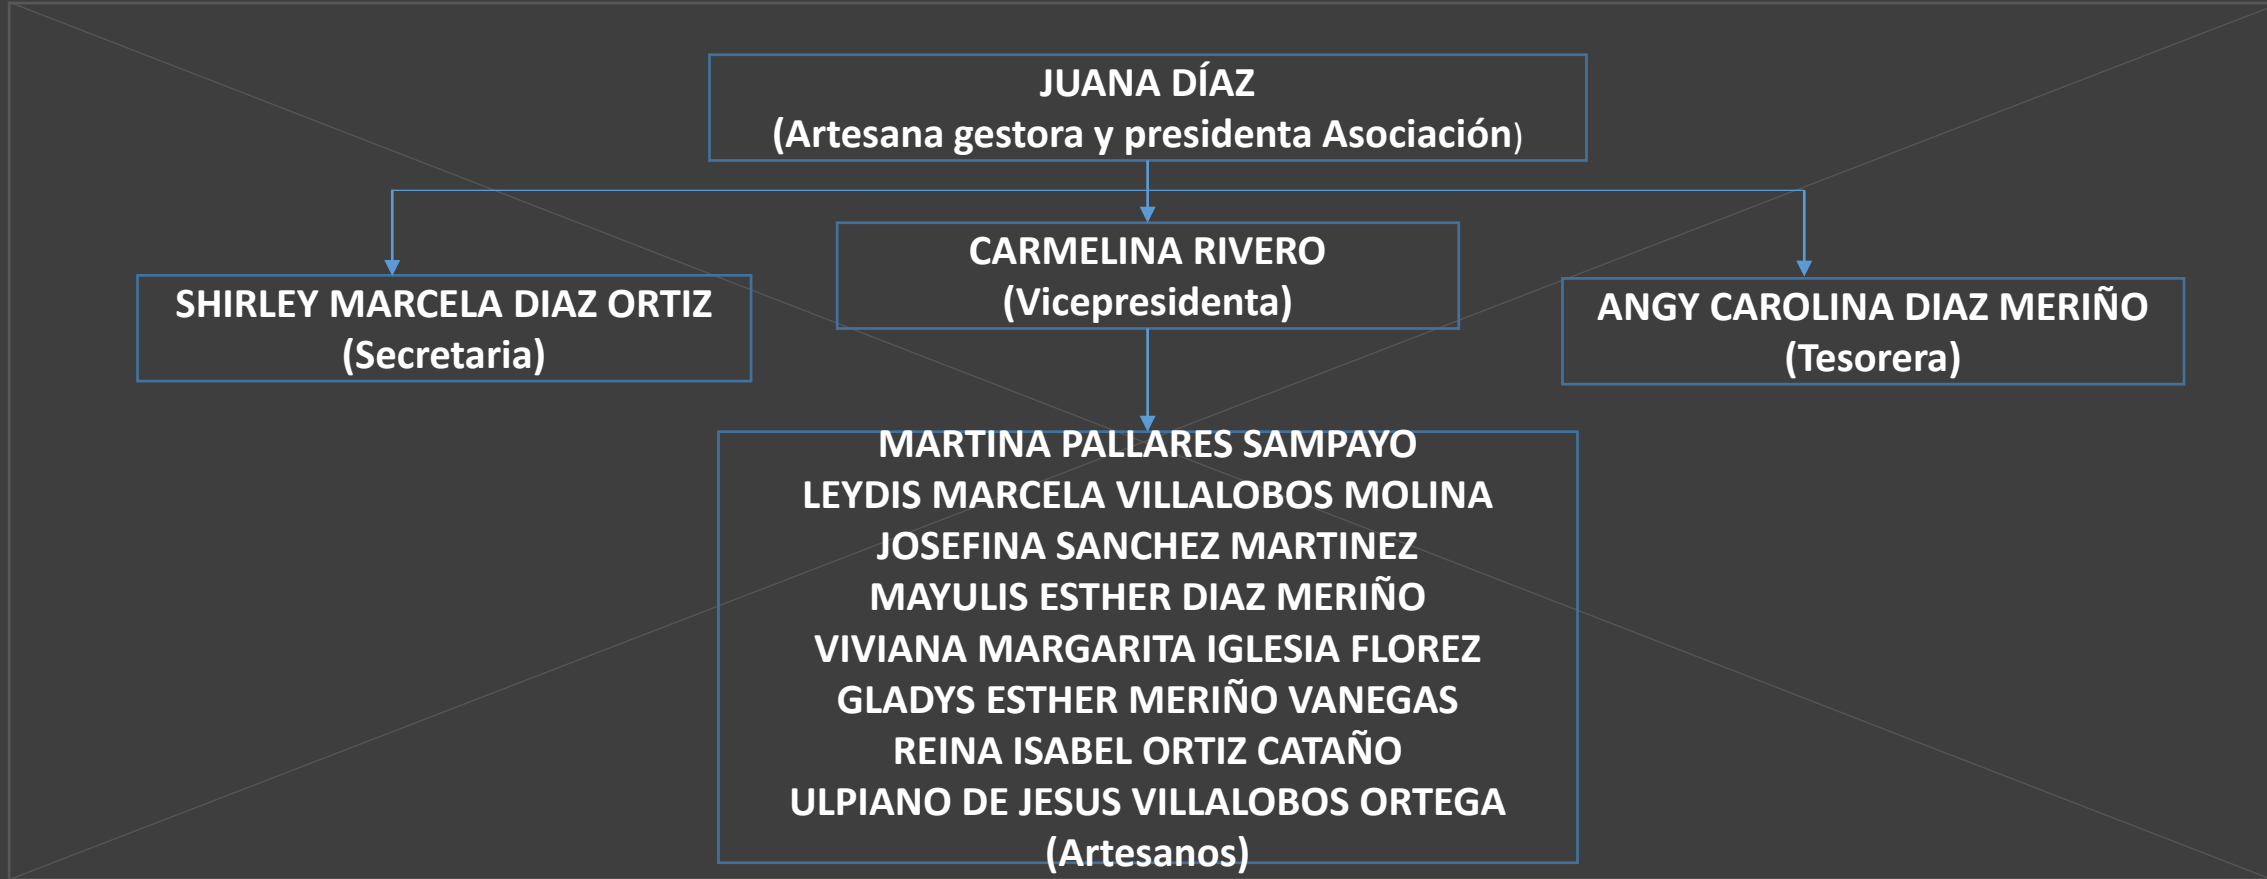 JUANA DÍAZ
(Artesana gestora y presidenta Asociación)
CARMELINA RIVERO
(Vicepresidenta)
SHIRLEY MARCELA DIAZ ORTIZ
(Secretaria)
ANGY CAROLINA DIAZ MERIÑO
(Tesorera)
MARTINA PALLARES SAMPAYO
LEYDIS MARCELA VILLALOBOS MOLINA
JOSEFINA SANCHEZ MARTINEZ
MAYULIS ESTHER DIAZ MERIÑO
VIVIANA MARGARITA IGLESIA FLOREZ
GLADYS ESTHER MERIÑO VANEGAS
REINA ISABEL ORTIZ CATAÑO
ULPIANO DE JESUS VILLALOBOS ORTEGA
(Artesanos)